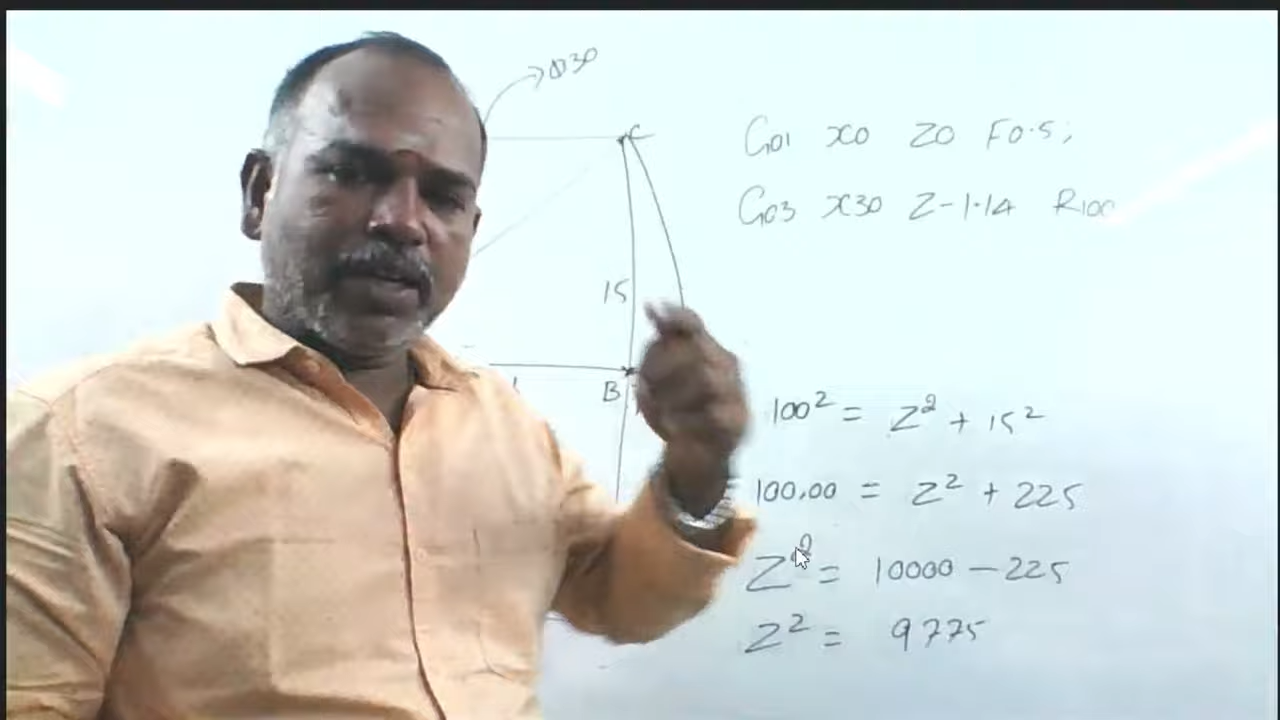 Ø30
C
15
B
G01 X0 Z0 F0.5;
G03 X30 Z-1.14 R100
100² = Z² + 15²
100,00 = Z² + 225
Z² = 10000 - 225
Z² = 9775